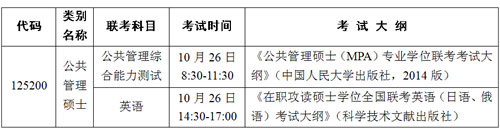 代码 类别名称 联考科目 考试时间 考 试 大 纲
125200 公共管理硕士
公共管理综合能力测试
10 月 26 日
8:30-11:30
《公共管理硕士（MPA）专业学位联考考试大
纲》（中国人民大学出版社，2014 版）
英语
10 月 26 日
14:30-17:00
《在职攻读硕士学位全国联考英语（日语、俄
语）考试大纲》（科学技术文献出版社）